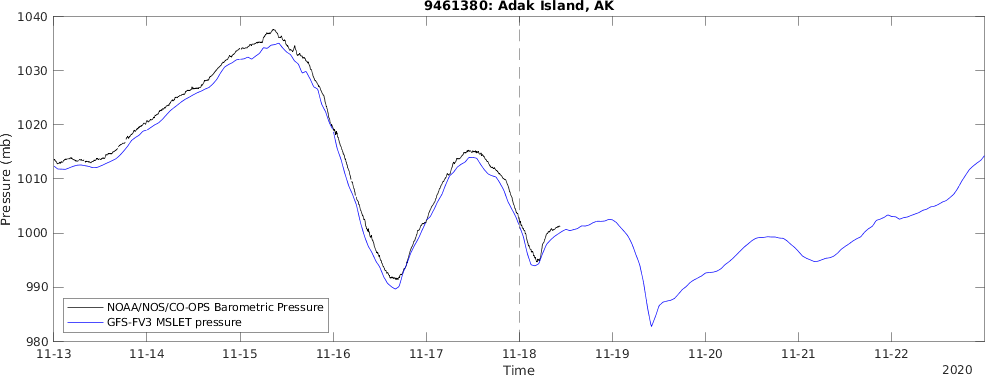 9461380: Adak Island, AK
Pressure (mb)
1040
1030
1020
1010
1000
990
980
NOAA/NOS/CO-OPS Barometric Pressure
GFS-FV3 MSLET pressure
11-13 11-14 11-15 11-16 11-17 11-18 11-19 11-20 11-21 11-22
Time
2020